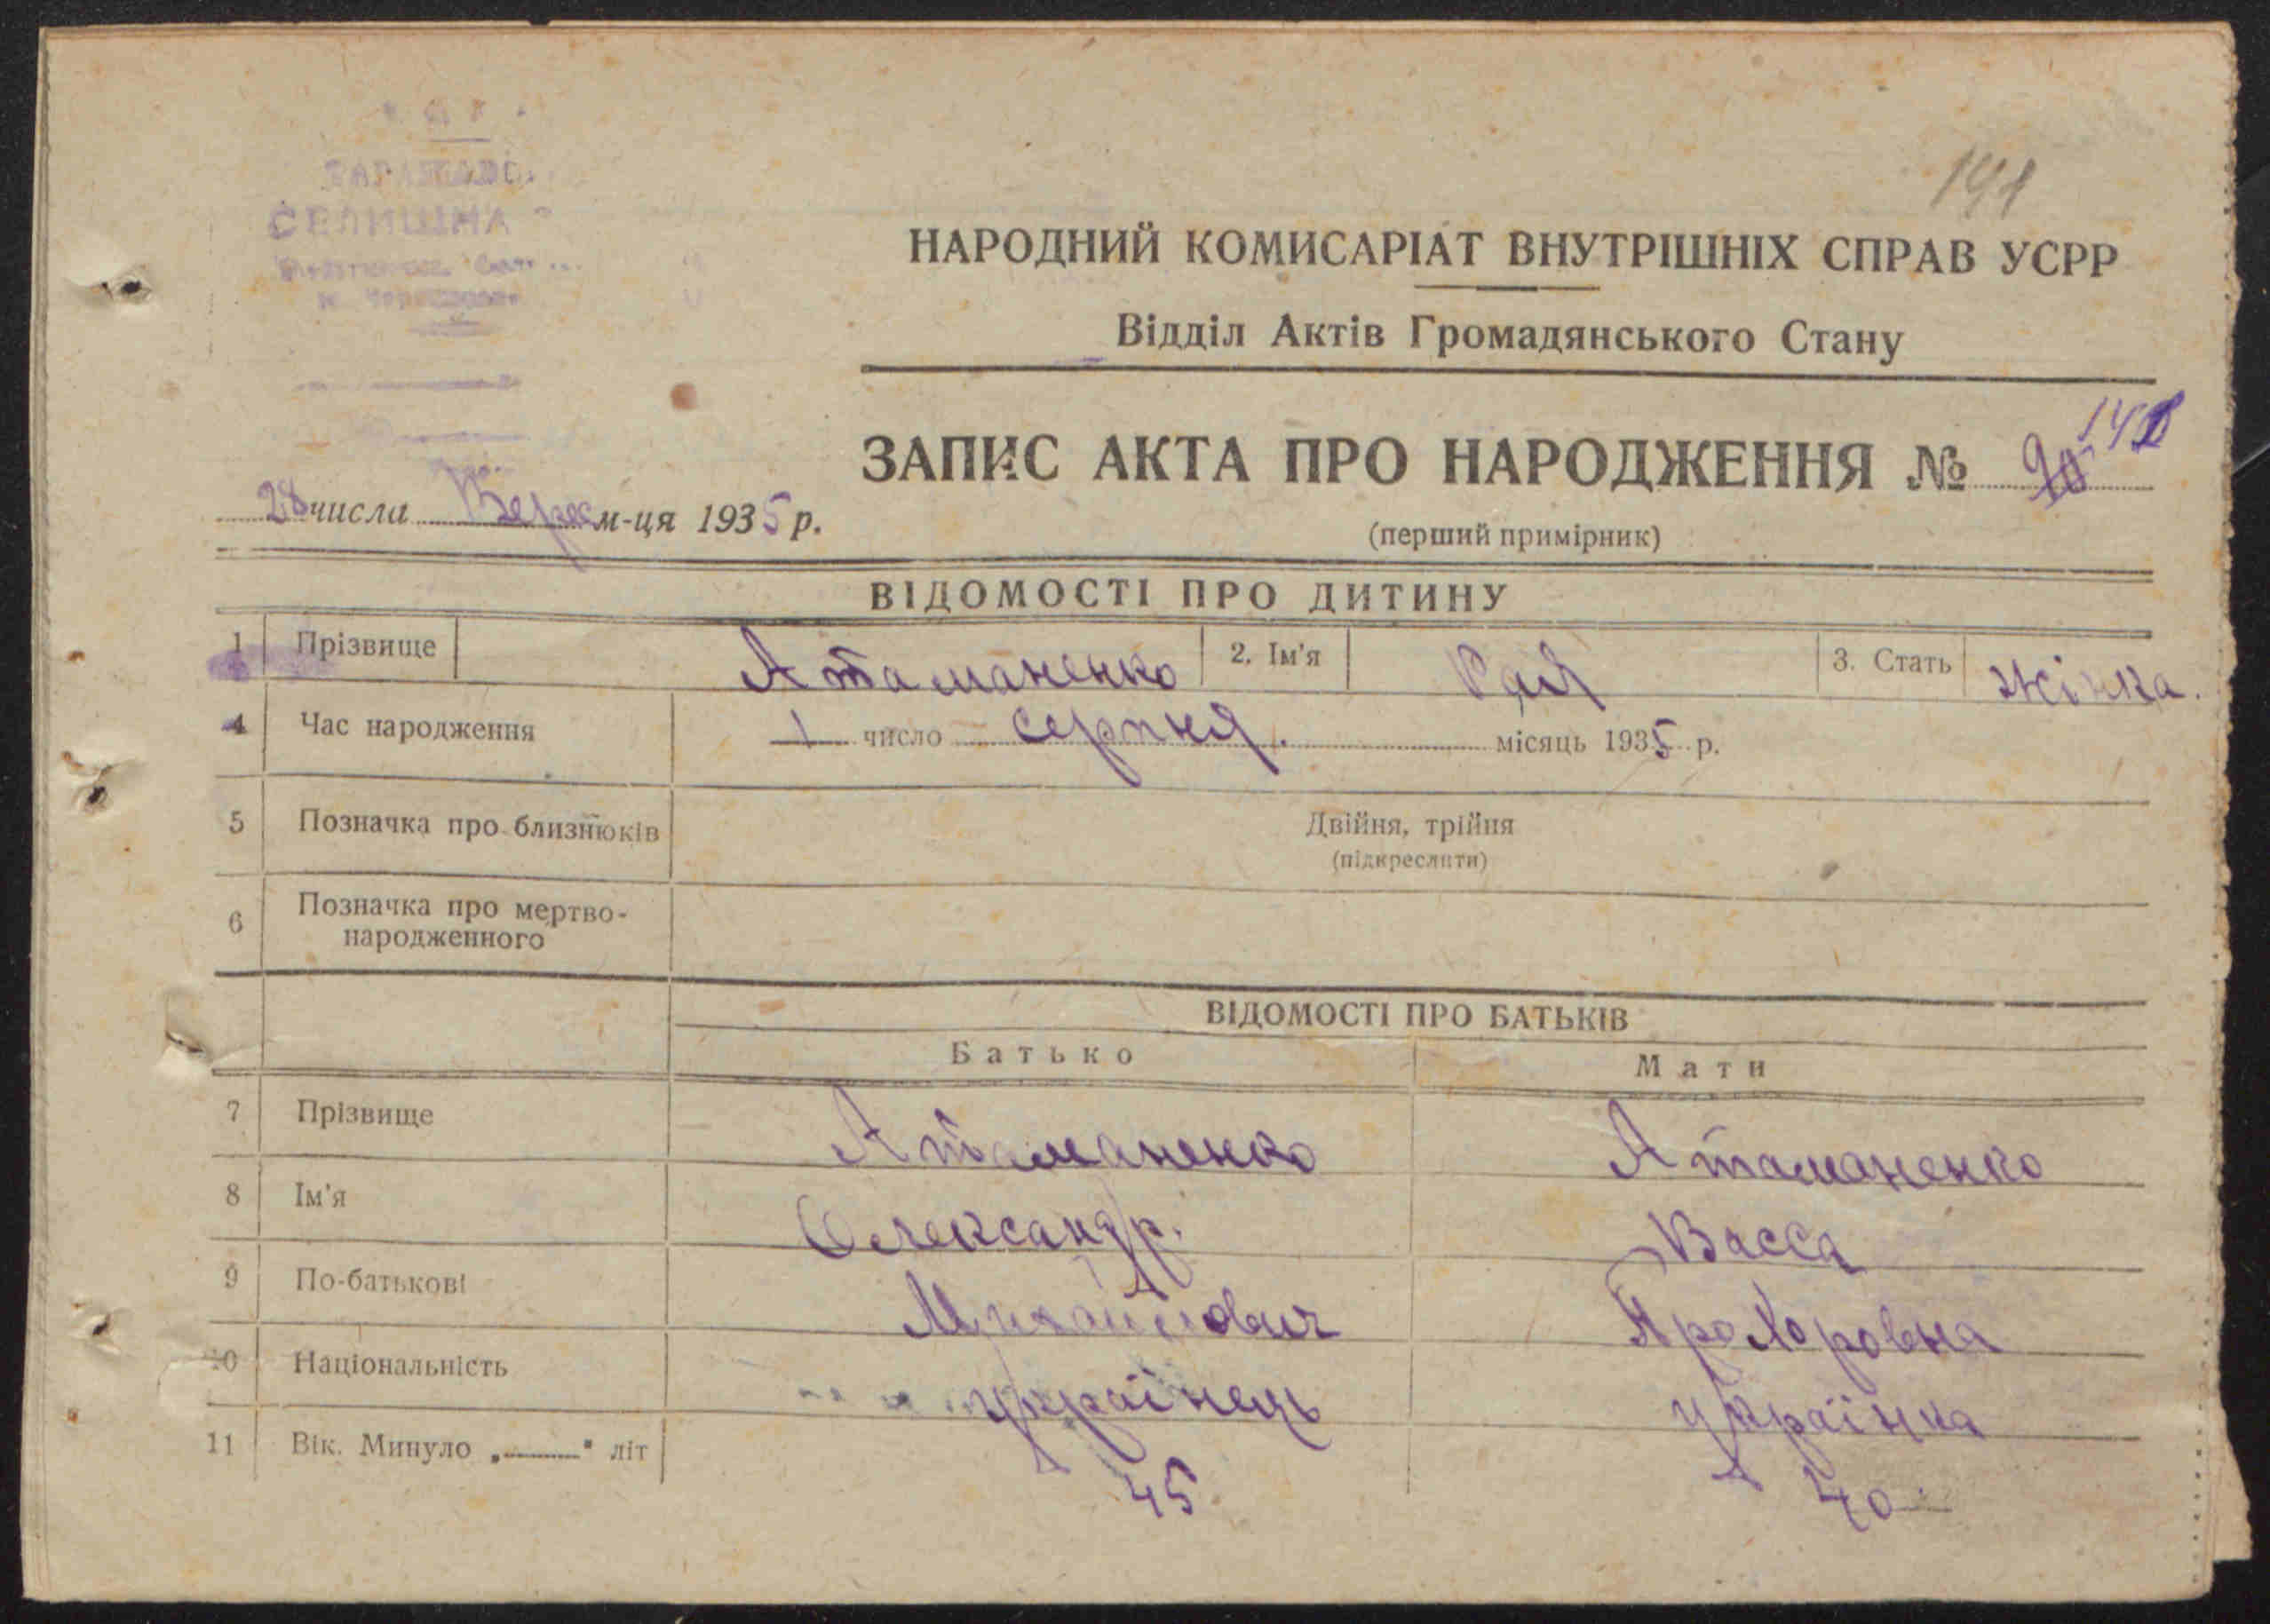 191
СЕЛИЩНА
НАРОДНИЙ КОМИСАРІАТ ВНУТРІШНІХ СПРАВ УСРР
Відділ Актів Громадянського Стану
ЗАПИС АКТА ПРО НАРОДЖЕННЯ №
28 числа Верес м-ця 1935 р.
(перший примірник)
ВІДОМОСТІ ПРО ДИТИНУ
1 Прізвище Атаманенко 2. Ім'я Рая 3. Стать жінка.
4 Час народження 1 число серпня. місяць 1935 р.
5 Позначка про близнюків Двійня, трійня
(підкреслити)
6 Позначка про мертво-
народженного
ВІДОМОСТІ ПРО БАТЬКІВ
Батько Мати
7 Прізвище Атаманенко Атаманенко
8 Ім'я Олександр. Васса
9 По-батькові Михайлович Прохоровна
10 Національність українець українка
11 Вік. Минуло „ " літ 45 40